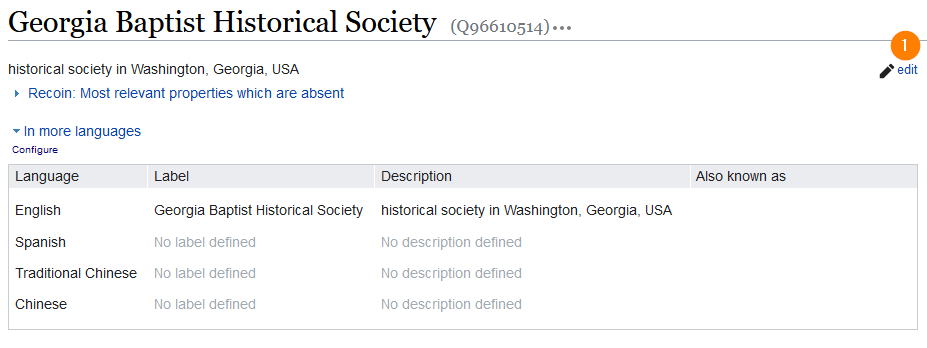 Georgia Baptist Historical Society (Q96610514)•••
1
historical society in Washington, Georgia, USA
edit
Recoin: Most relevant properties which are absent
In more languages
Configure
Language Label Description Also known as
English Georgia Baptist Historical Society historical society in Washington, Georgia, USA
Spanish No label defined No description defined
Traditional Chinese No label defined No description defined
Chinese No label defined No description defined